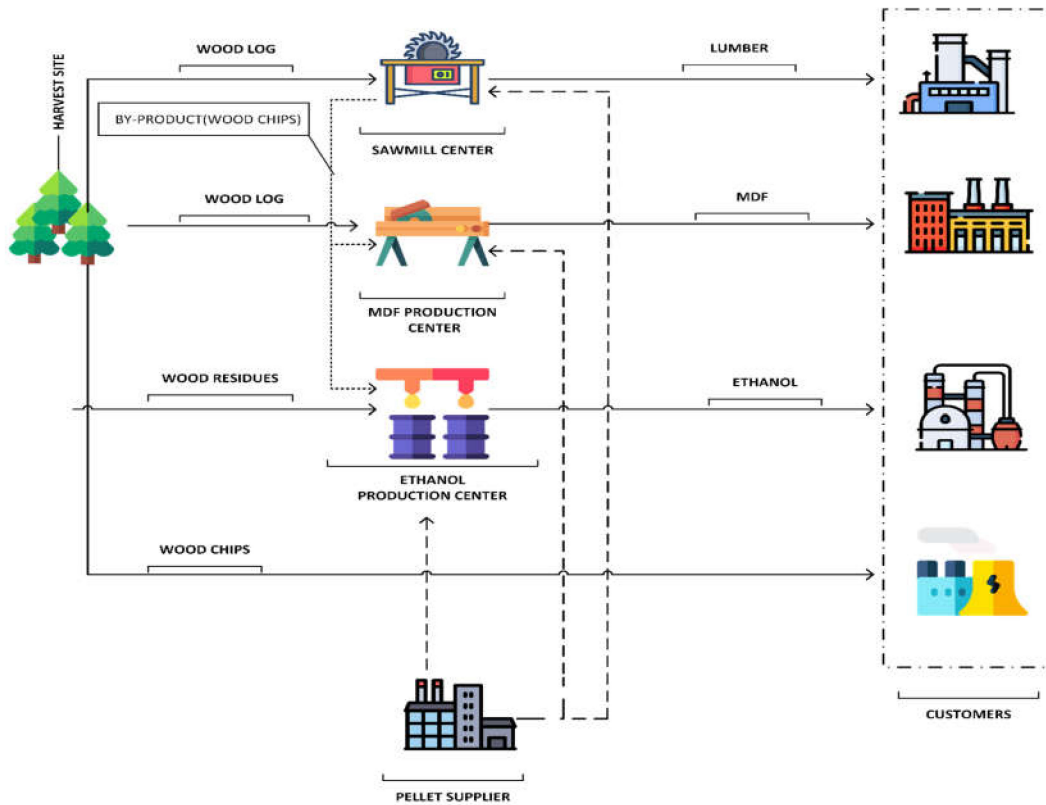 WOOD LOG
LUMBER
HARVEST SITE
BY-PRODUCT(WOOD CHIPS)
SAWMILL CENTER
WOOD LOG
MDF
MDF PRODUCTION
CENTER
WOOD RESIDUES
ETHANOL
ETHANOL
PRODUCTION CENTER
WOOD CHIPS
CUSTOMERS
PELLET SUPPLIER